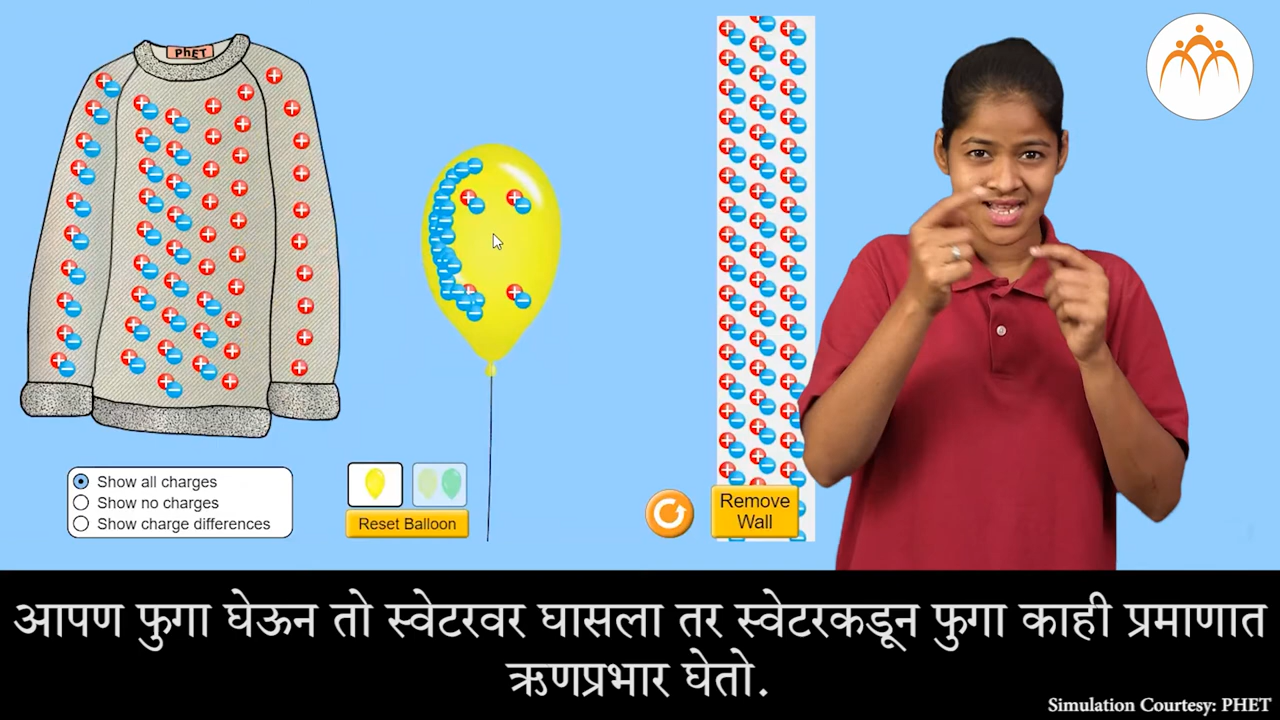 PhET
Show all charges
Show no charges
Show charge differences
Reset Balloon
Remove
Wall
आपण फुगा घेऊन तो स्वेटरवर घासला तर स्वेटरकडून फुगा काही प्रमाणात
ऋणप्रभार घेतो.
Simulation Courtesy: PHET